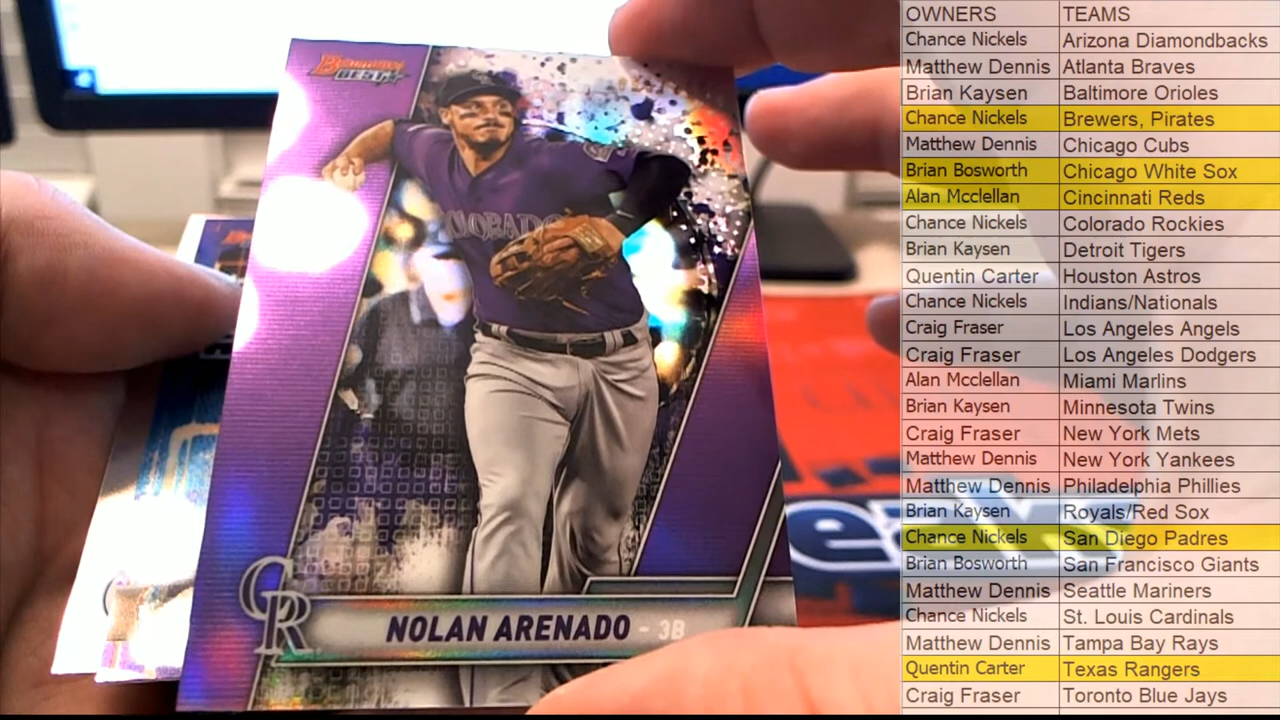 BOWMAN'S
BEST
COLORADO
CR
NOLAN ARENADO - 3B
OWNERS TEAMS
Chance Nickels Arizona Diamondbacks
Matthew Dennis Atlanta Braves
Brian Kaysen Baltimore Orioles
Chance Nickels Brewers, Pirates
Matthew Dennis Chicago Cubs
Brian Bosworth Chicago White Sox
Alan Mcclellan Cincinnati Reds
Chance Nickels Colorado Rockies
Brian Kaysen Detroit Tigers
Quentin Carter Houston Astros
Chance Nickels Indians/Nationals
Craig Fraser Los Angeles Angels
Craig Fraser Los Angeles Dodgers
Alan Mcclellan Miami Marlins
Brian Kaysen Minnesota Twins
Craig Fraser New York Mets
Matthew Dennis New York Yankees
Matthew Dennis Philadelphia Phillies
Brian Kaysen Royals/Red Sox
Chance Nickels San Diego Padres
Brian Bosworth San Francisco Giants
Matthew Dennis Seattle Mariners
Chance Nickels St. Louis Cardinals
Matthew Dennis Tampa Bay Rays
Quentin Carter Texas Rangers
Craig Fraser Toronto Blue Jays